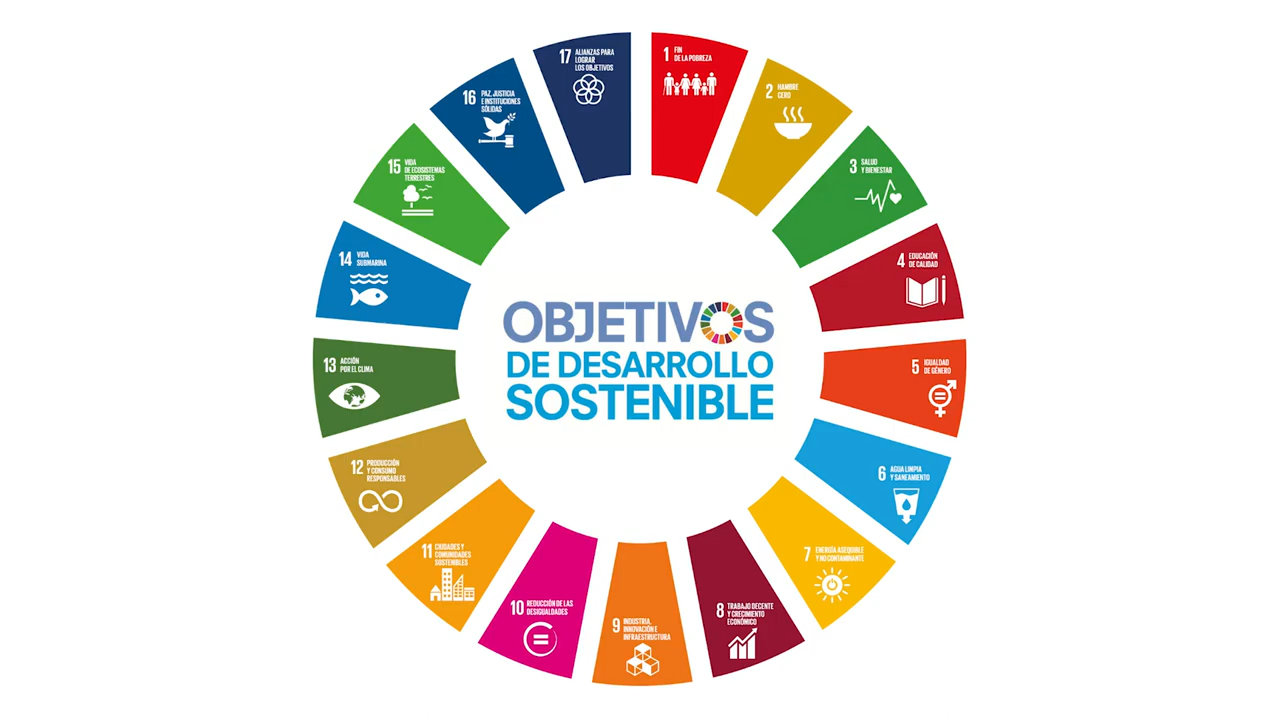 OBJETIVOS
DE DESARROLLO
SOSTENIBLE
1 FIN
DE LA POBREZA
2 HAMBRE
CERO
3 SALUD
Y BIENESTAR
4 EDUCACIÓN
DE CALIDAD
5 IGUALDAD
DE GÉNERO
6 AGUA LIMPIA
Y SANEAMIENTO
7 ENERGÍA ASEQUIBLE
Y NO CONTAMINANTE
8 TRABAJO DECENTE
Y CRECIMIENTO
ECONÓMICO
9 INDUSTRIA,
INNOVACIÓN E
INFRAESTRUCTURA
10 REDUCCIÓN DE LAS
DESIGUALDADES
11 CIUDADES Y
COMUNIDADES
SOSTENIBLES
12 PRODUCCIÓN
Y CONSUMO
RESPONSABLES
13 ACCIÓN
POR EL CLIMA
14 VIDA
SUBMARINA
15 VIDA
DE ECOSISTEMAS
TERRESTRES
16 PAZ, JUSTICIA
E INSTITUCIONES
SÓLIDAS
17 ALIANZAS PARA
LOGRAR
LOS OBJETIVOS